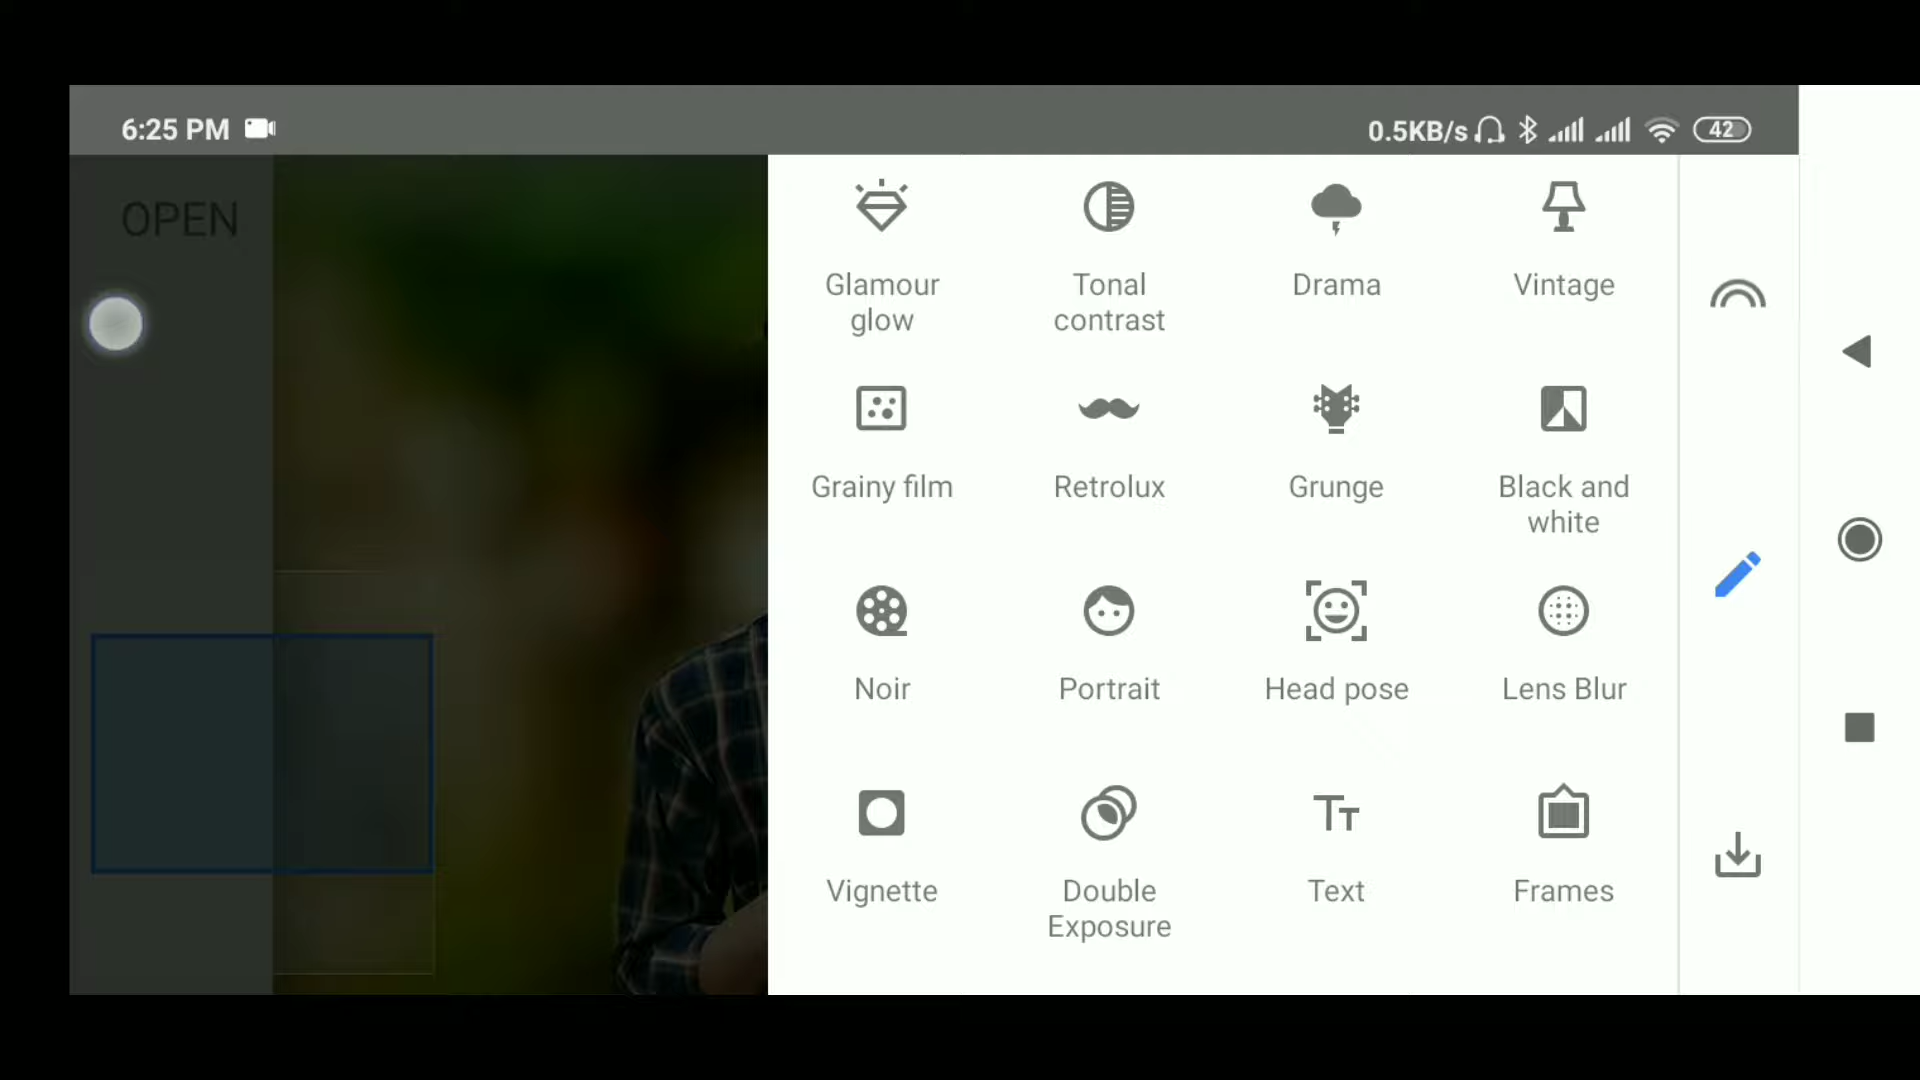 6:25 PM
0.5KB/s
42
OPEN
Glamour
glow
Tonal
contrast
Drama
Vintage
Grainy film
Retrolux
Grunge
Black and
white
Noir
Portrait
Head pose
Lens Blur
Vignette
Double
Exposure
Text
Frames